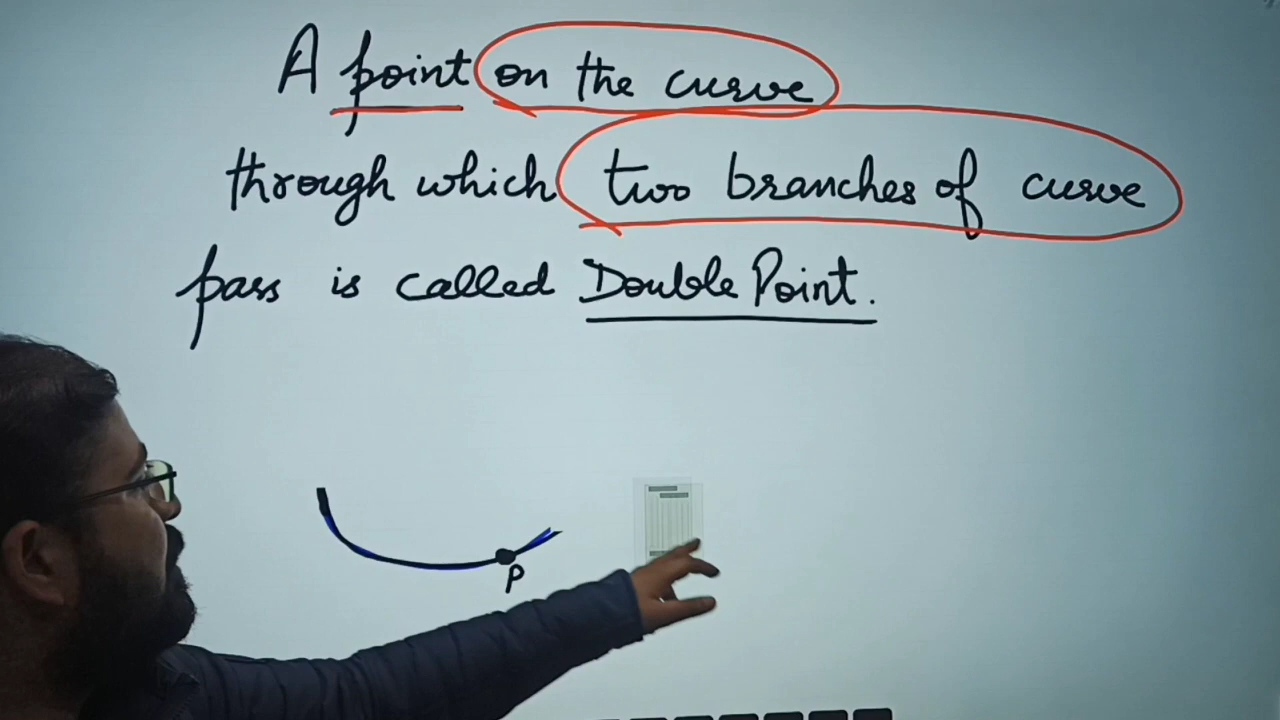 A point on the curve
through which two branches of curve
pass is called Double Point.
P